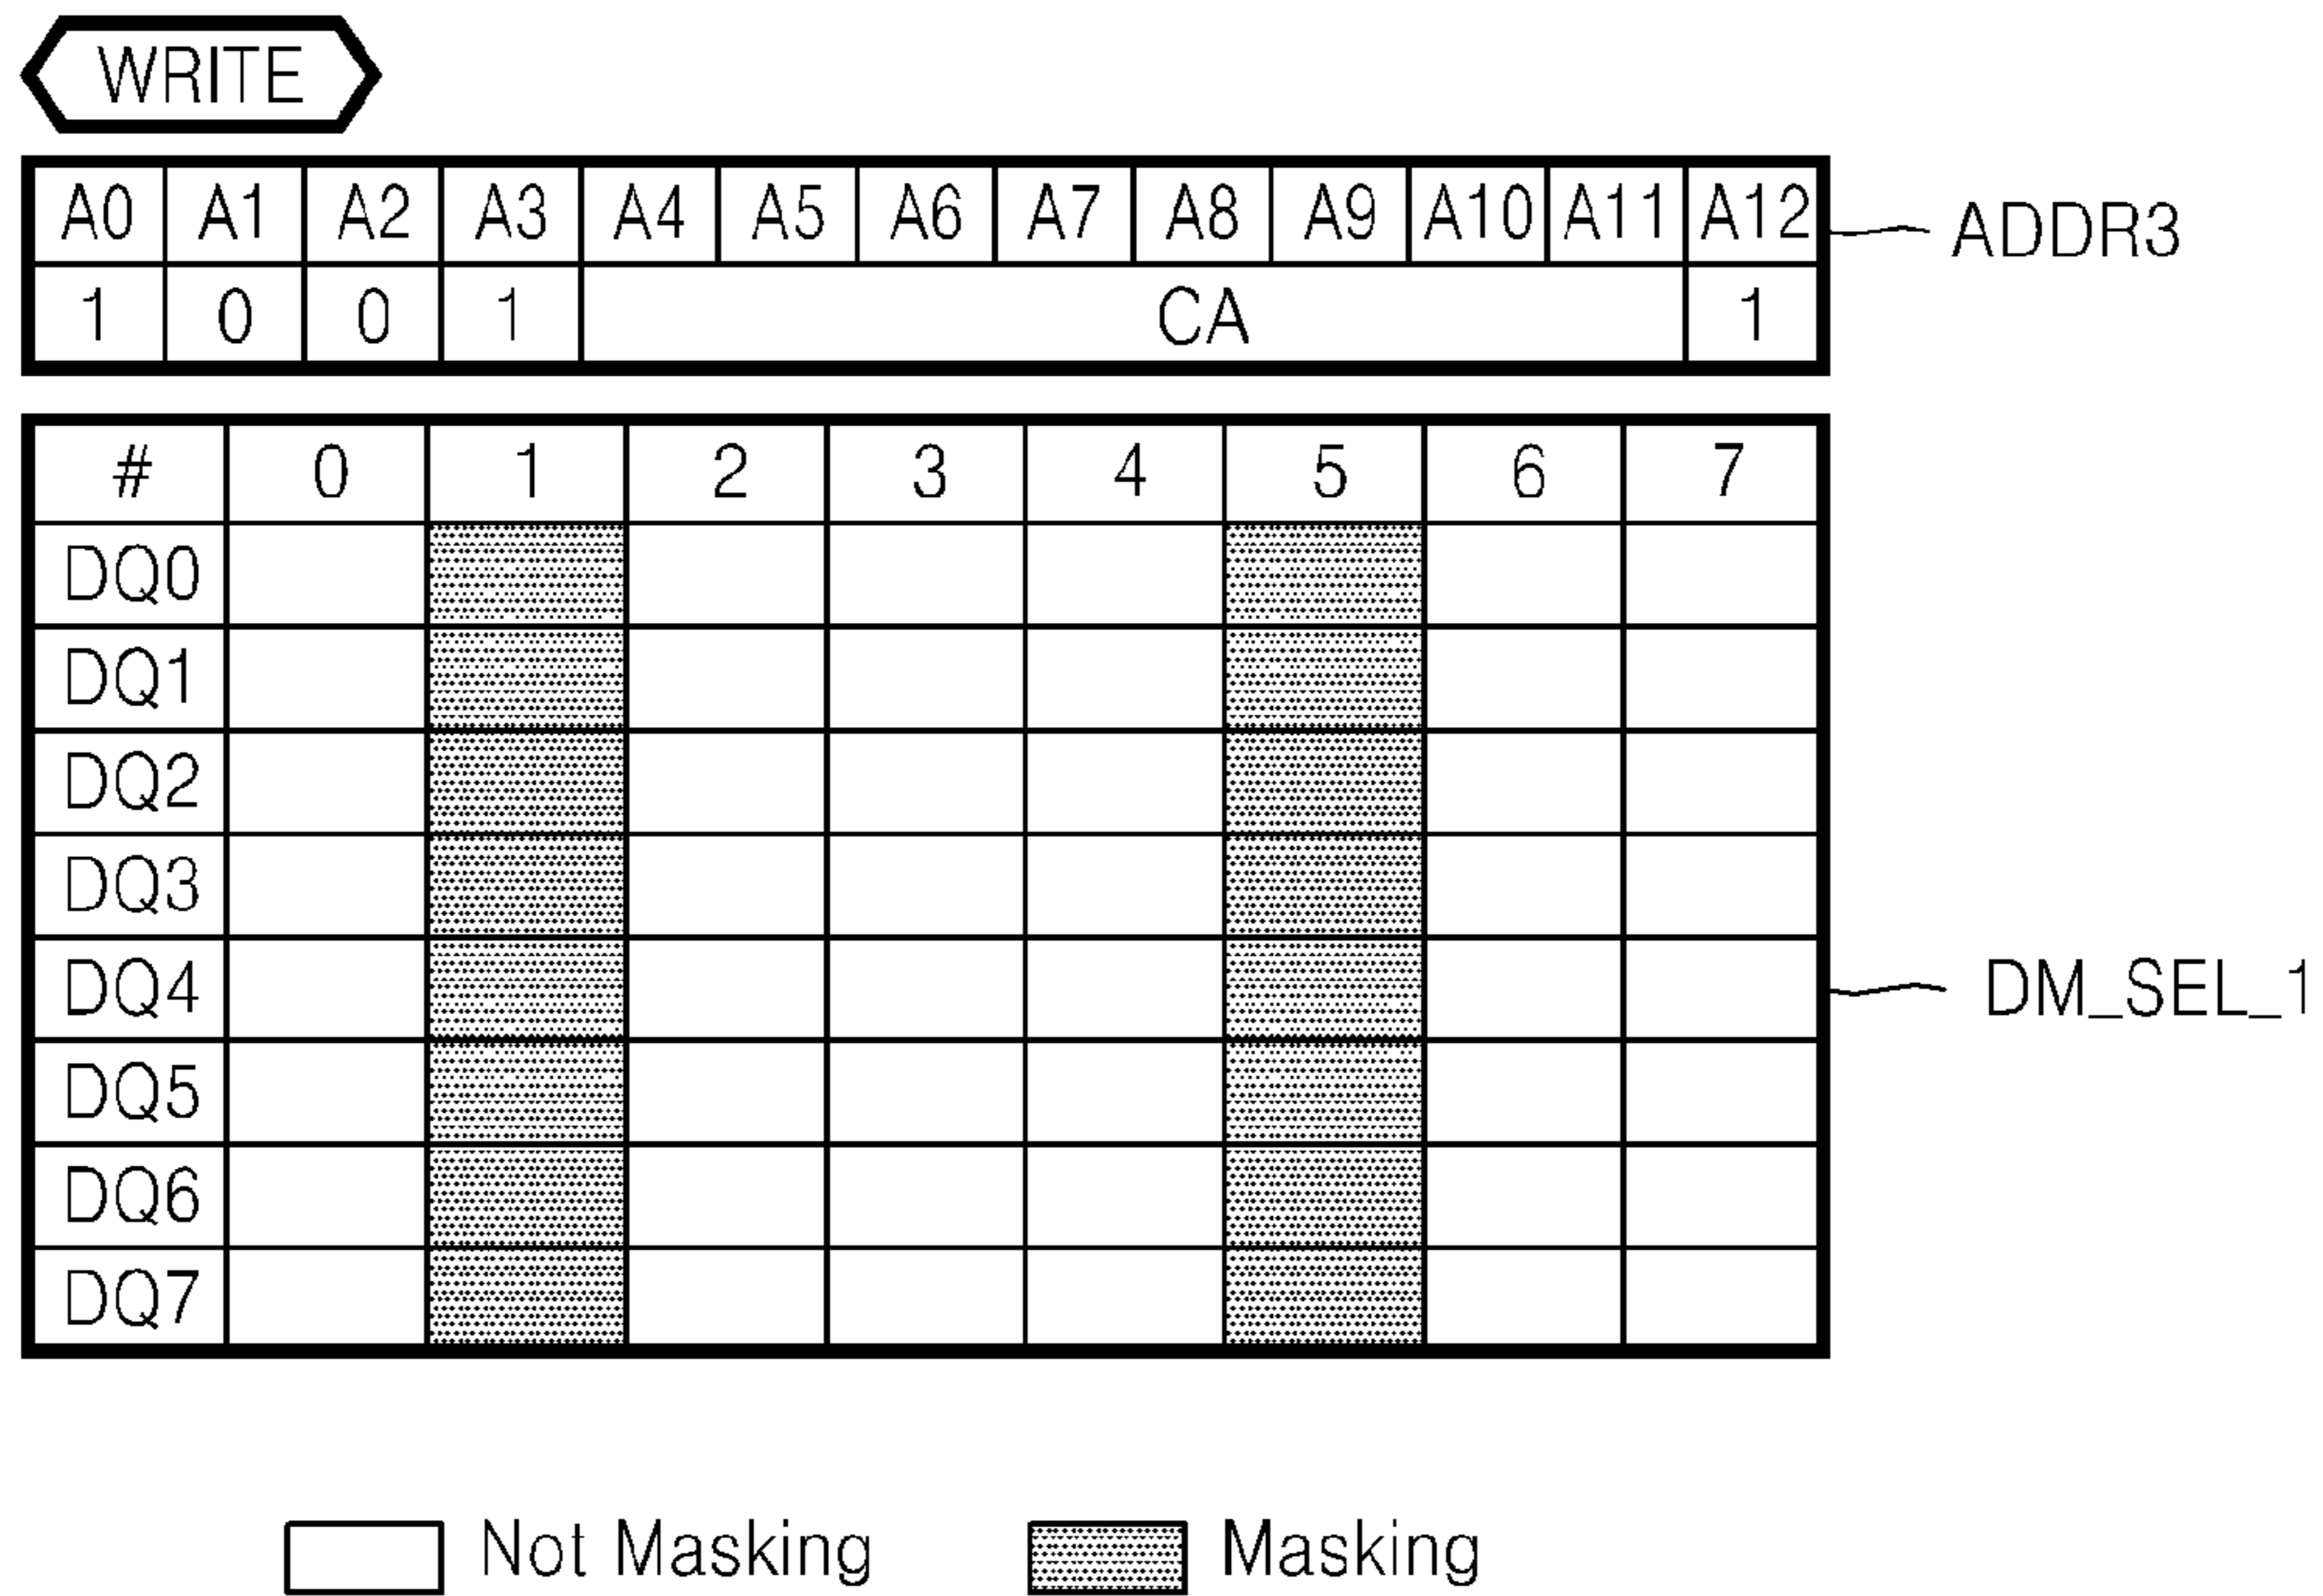 WRITE
A0 A1 A2 A3 A4 A5 A6 A7 A8 A9 A10 A11 A12 ADDR3
1 0 0 1 CA 1
# 0 1 2 3 4 5 6 7
DQ0
DQ1
DQ2
DQ3
DQ4 DM_SEL_1
DQ5
DQ6
DQ7
Not Masking Masking